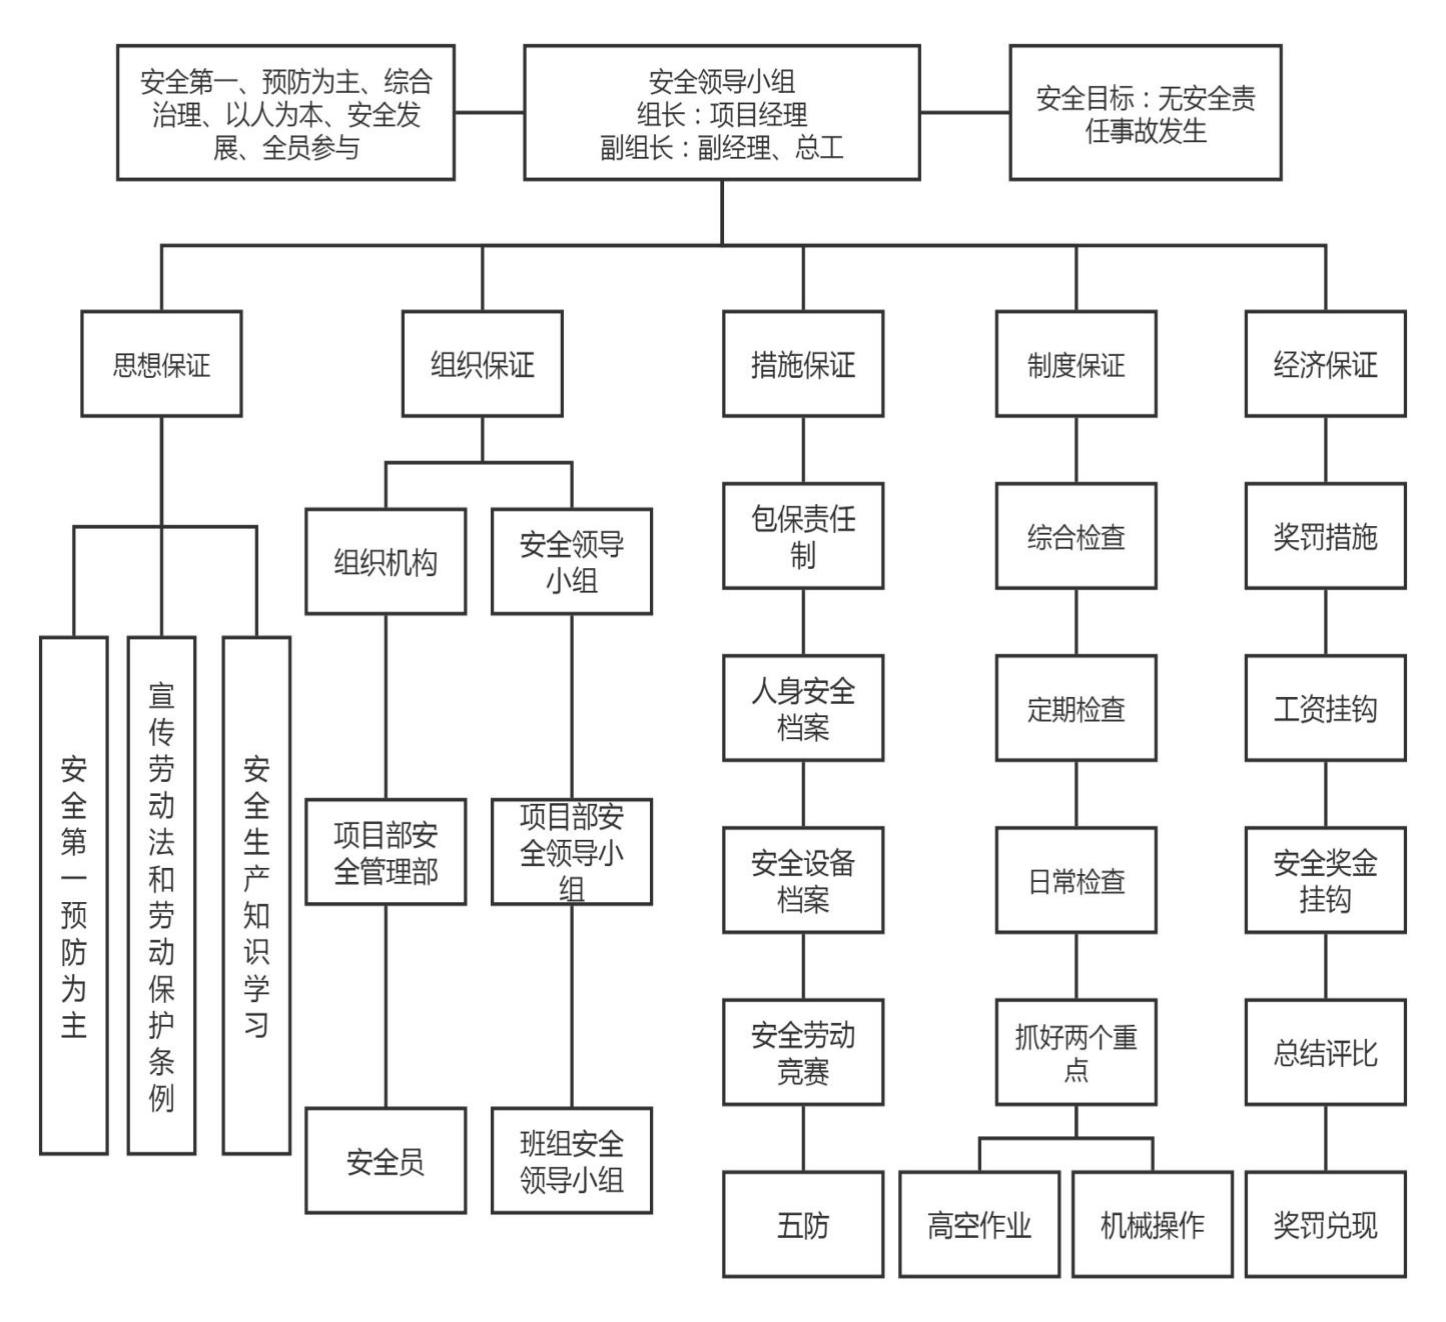 安全第一、预防为主、综合
治理、以人为本、安全发
展、全员参与
安全领导小组
组长：项目经理
副组长：副经理、总工
安全目标：无安全责
任事故发生
思想保证
组织保证
措施保证
制度保证
经济保证
安全第一预防为主
宣传劳动法和劳动保护条例
安全生产知识学习
组织机构
项目部安
全管理部
安全员
安全领导
小组
项目部安
全领导小
组
班组安全
领导小组
包保责任
制
人身安全
档案
安全设备
档案
安全劳动
竞赛
五防
综合检查
定期检查
日常检查
抓好两个重
点
高空作业
机械操作
奖罚措施
工资挂钩
安全奖金
挂钩
总结评比
奖罚兑现